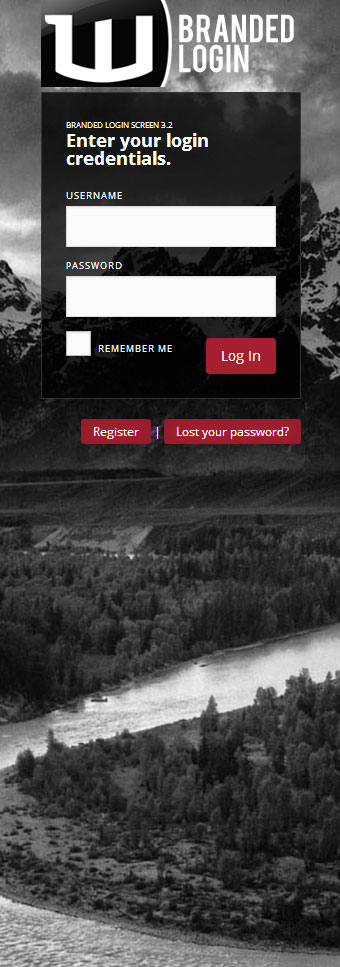 BRANDED
LOGIN
BRANDED LOGIN SCREEN 3.2
Enter your login
credentials.
USERNAME
PASSWORD
REMEMBER ME
Log In
Register | Lost your password?